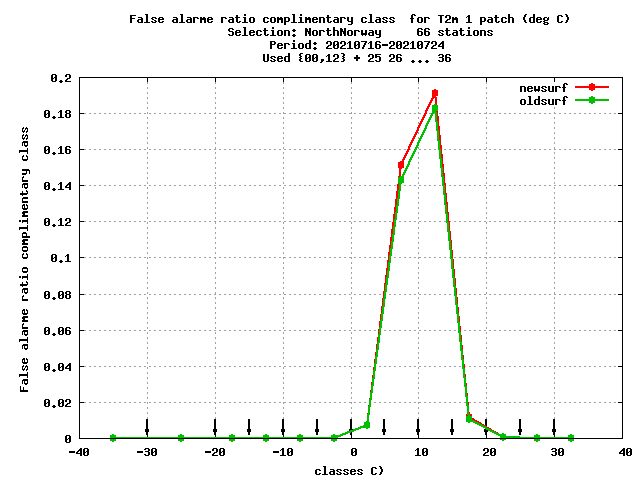 False alarme ratio complimentary class  for T2m 1 patch (deg C)
Selection: NorthNorway     66 stations
Period: 20210716-20210724
Used {00,12} + 25 26 ... 36
newsurf
oldsurf
0.2
0.18
0.16
0.14
0.12
0.1
0.08
0.06
0.04
0.02
0
False alarme ratio complimentary class
-40
-30
-20
-10
0
10
20
30
40
classes C)